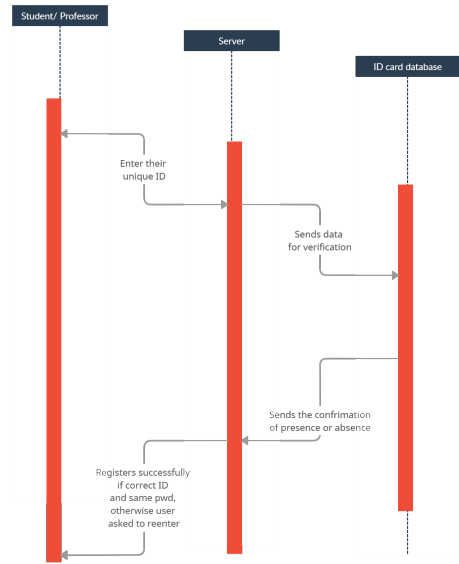 Student/ Professor
Server
ID card database
Enter their
unique ID
Sends data
for verification
Sends the confrimation
of presence or absence
Registers successfully
if correct ID
and same pwd,
otherwise user
asked to reenter